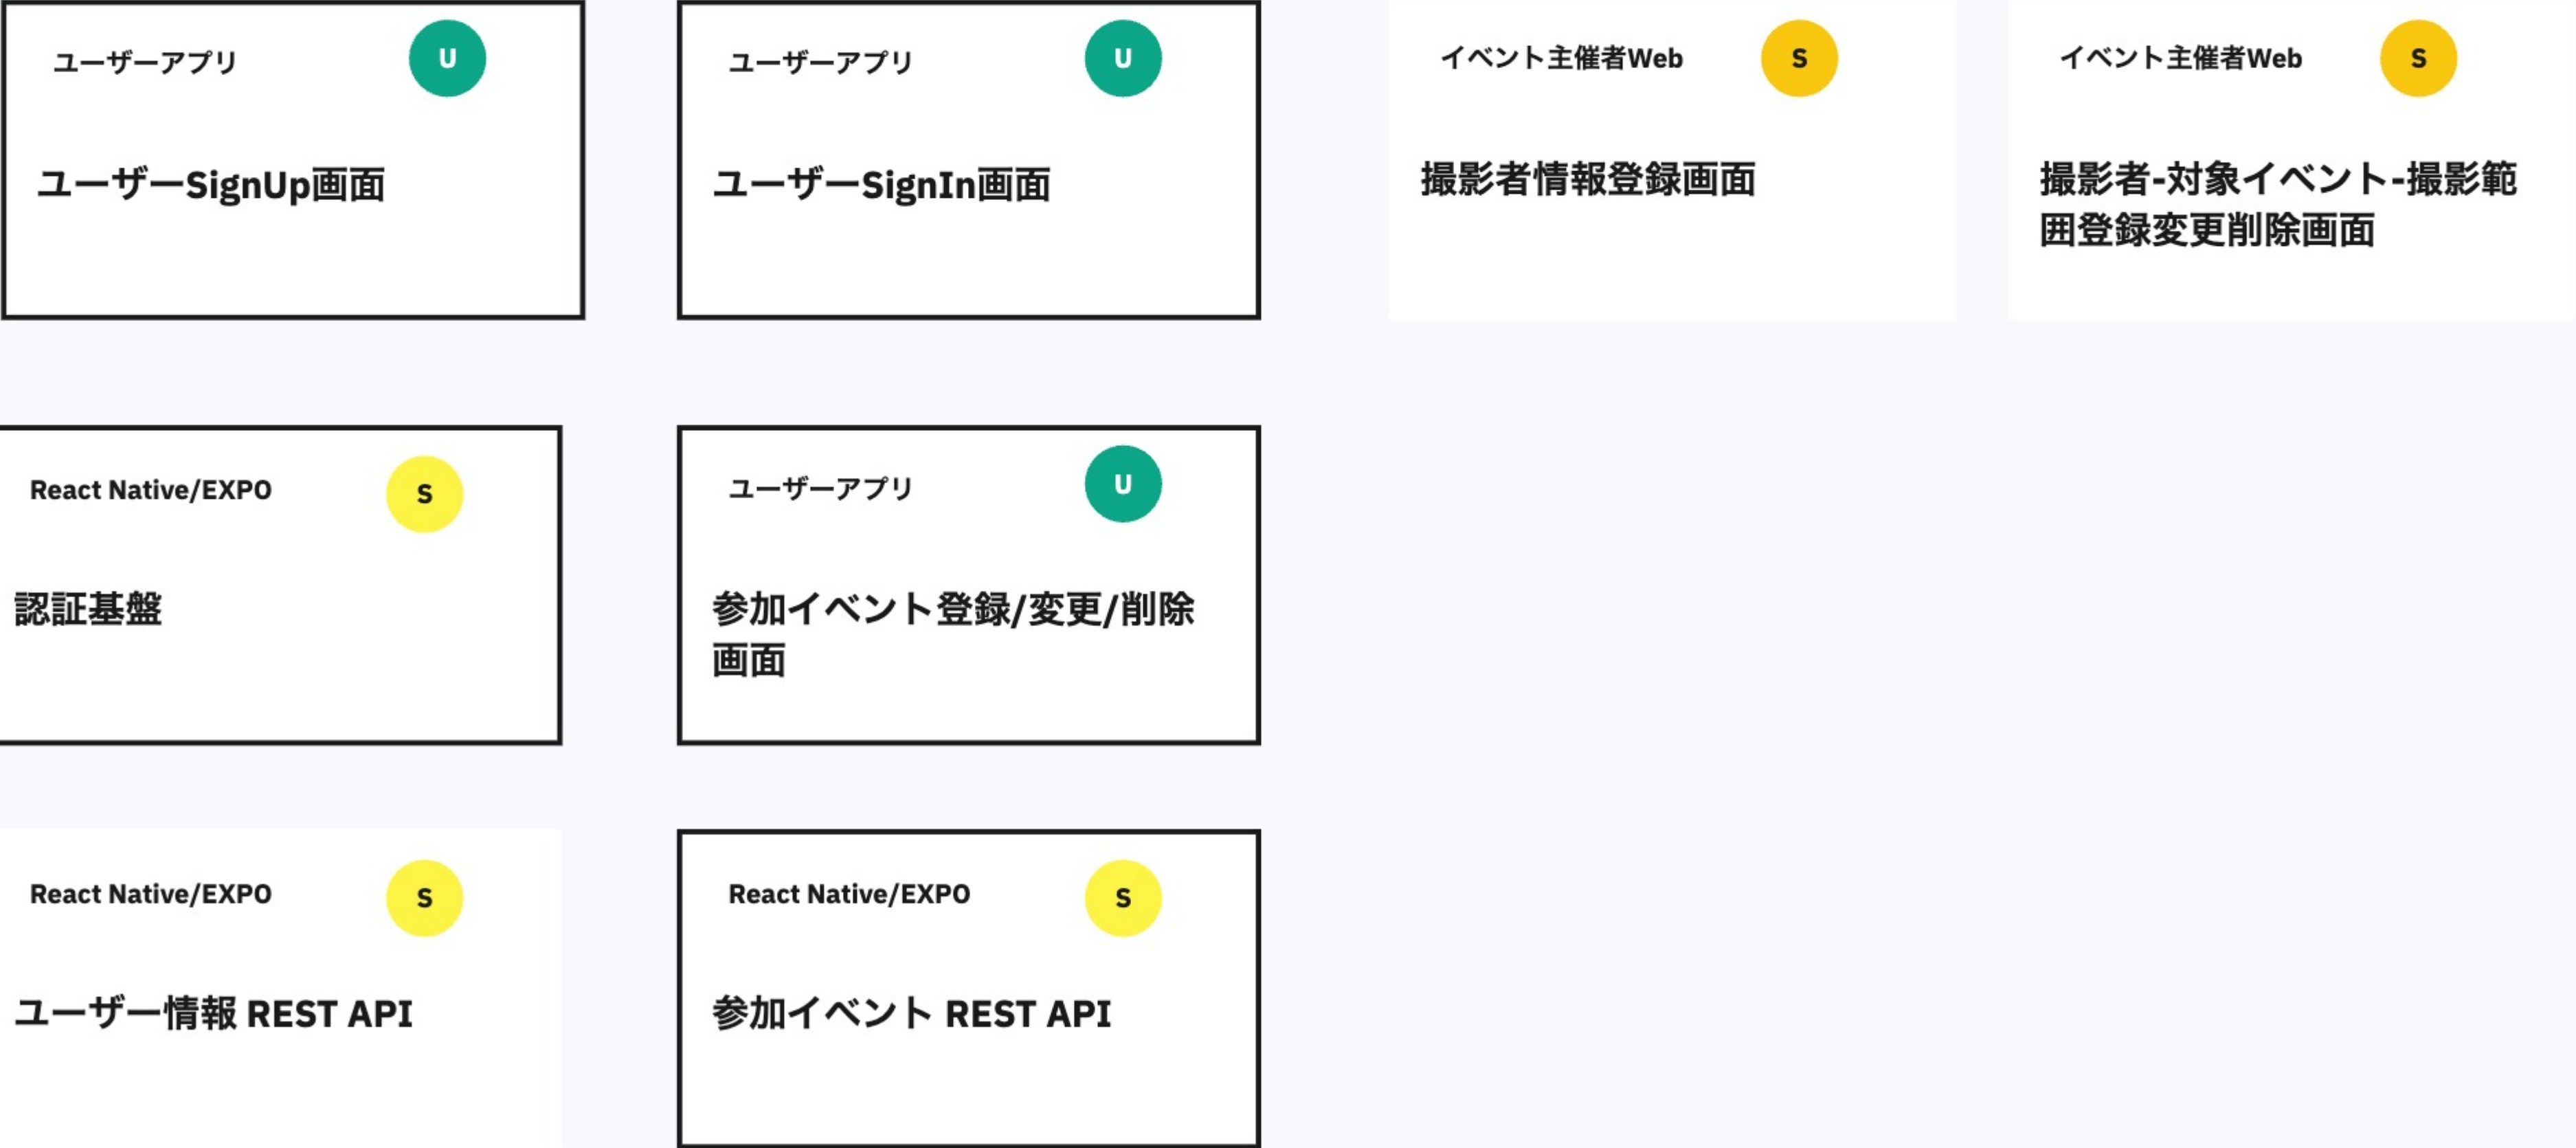 ユーザーアプリ
U
ユーザーSignUp画面
ユーザーアプリ
U
ユーザーSignIn画面
イベント主催者Web
S
撮影者情報登録画面
イベント主催者Web
S
撮影者-対象イベント-撮影範
囲登録変更削除画面
React Native/EXPO
S
認証基盤
ユーザーアプリ
U
参加イベント登録/変更/削除
画面
React Native/EXPO
S
ユーザー情報 REST API
React Native/EXPO
S
参加イベント REST API